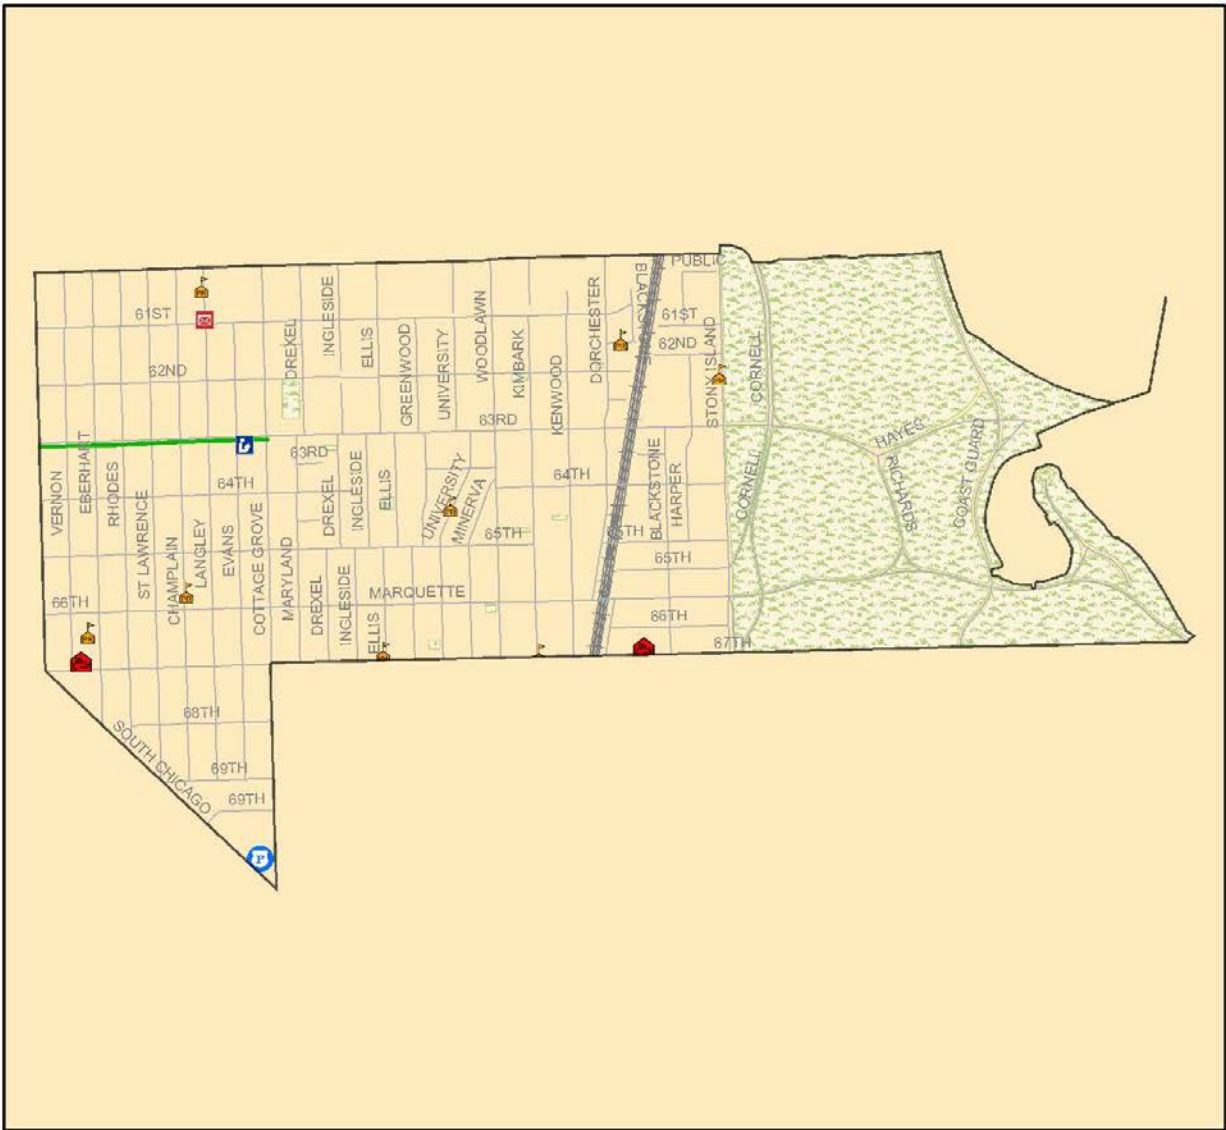 PUBLIC
61ST
61ST
62ND
62ND
DREXEL
INGLESIDE
ELLIS
GREENWOOD
UNIVERSITY
WOODLAWN
KIMBARK
KENWOOD
DORCHESTER
STONY ISLAND
CORNELL
63RD
63RD
HAYES
VERNON
EBERHART
RHODES
ST LAWRENCE
CHAMPLAIN
LANGLEY
EVANS
COTTAGE GROVE
MARYLAND
64TH
DREXEL
INGLESIDE
ELLIS
UNIVERSITY
MINERVA
64TH
BLACKSTONE
HARPER
CORNELL
RICHARDS
COAST GUARD
65TH
65TH
65TH
66TH
DREXEL
INGLESIDE
ELLIS
MARQUETTE
66TH
67TH
68TH
SOUTH CHICAGO
69TH
69TH
P